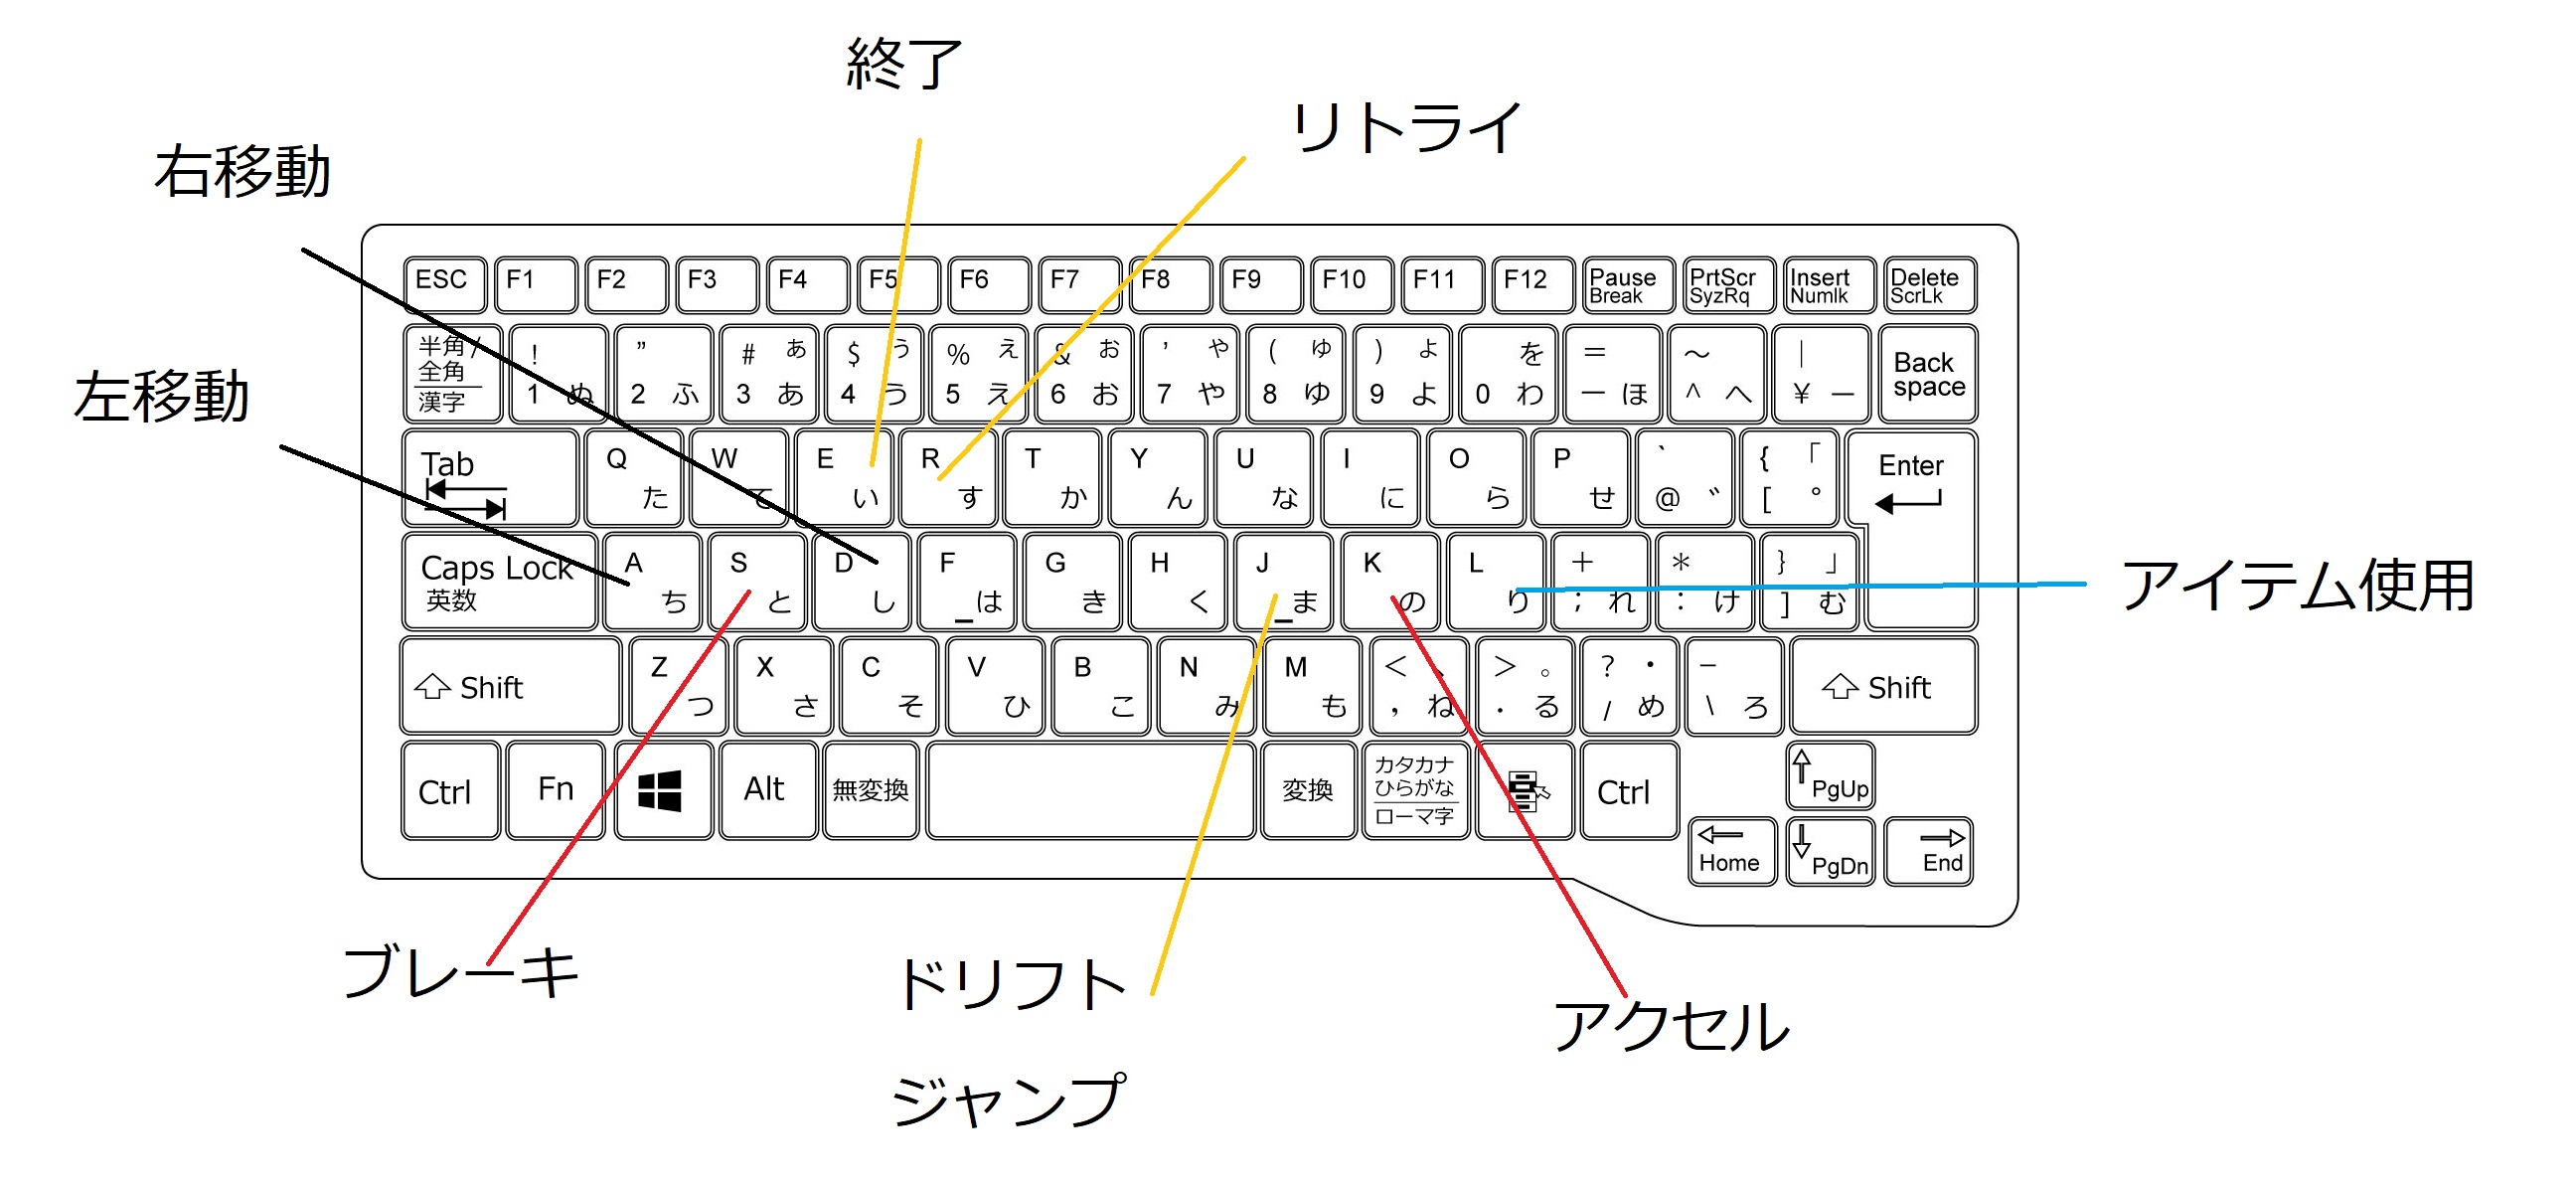 終了
リトライ
右移動
左移動
ESC F1 F2 F3 F4 F5 F6 F7 F8 F9 F10 F11 F12 Pause Break PrtScr SyzRq Insert Numlk Delete ScrLk
半角/ 全角 漢字 ! 1 ぬ ” 2 ふ # ぁ 3 あ $ ぅ 4 う % ぇ 5 え & ぉ 6 お ’ ゃ 7 や ( ゅ 8 ゆ ) ょ 9 よ を 0 わ = ー ほ ～ ^ へ | ¥ ー Back space
Tab Q た W て E い R す T か Y ん U な I に O ら P せ ` @ ゛ { 「 [ ゜ Enter
Caps Lock 英数 A ち S と D し F は G き H く J ま K の L り + ; れ * : け } 」 ] む
アイテム使用
Shift Z つ X さ C そ V ひ B こ N み M も < 、 , ね > 。 . る ? ・ / め _ \ ろ Shift
Ctrl Fn Alt 無変換 変換 カタカナ ひらがな ローマ字 Ctrl PgUp
Home PgDn End
ブレーキ
ドリフト
アクセル
ジャンプ